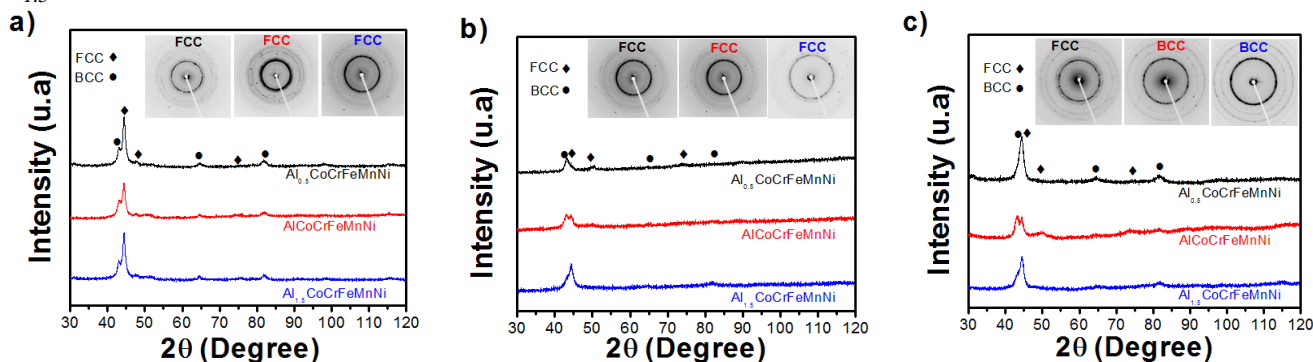 1.5
a)
FCC
FCC
FCC
FCC ♦
BCC ●
Intensity (u.a)
Al0.5CoCrFeMnNi
AlCoCrFeMnNi
Al1.5CoCrFeMnNi
30 40 50 60 70 80 90 100 110 120
2θ (Degree)
b)
FCC
FCC
FCC
FCC ♦
BCC ●
Intensity (u.a)
Al0.5CoCrFeMnNi
AlCoCrFeMnNi
Al1.5CoCrFeMnNi
30 40 50 60 70 80 90 100 110 120
2θ (Degree)
c)
FCC
BCC
BCC
FCC ♦
BCC ●
Intensity (u.a)
Al0.5CoCrFeMnNi
AlCoCrFeMnNi
Al1.5CoCrFeMnNi
30 40 50 60 70 80 90 100 110 120
2θ (Degree)